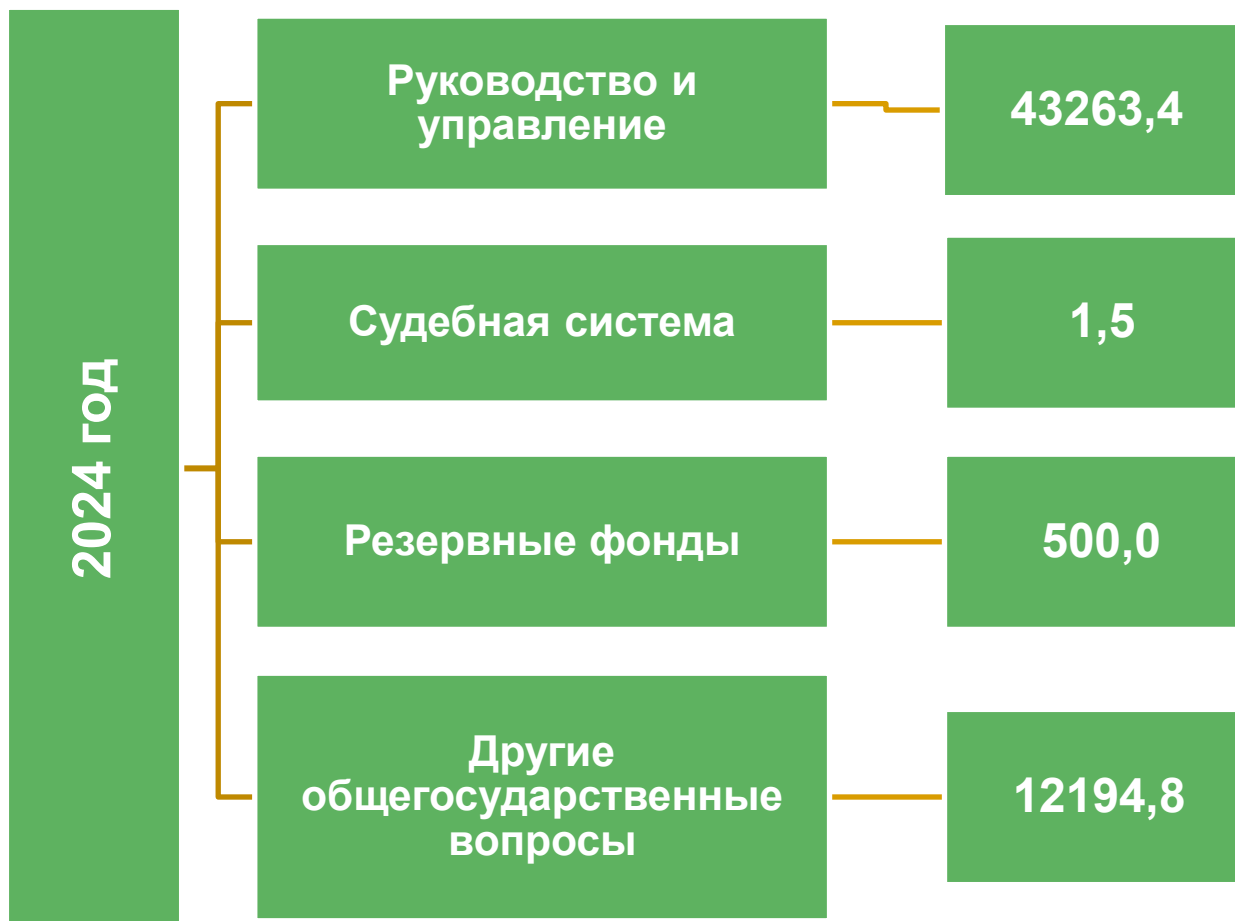 2024 год
Руководство и
управление
43263,4
Судебная система
1,5
Резервные фонды
500,0
Другие
общегосударственные
вопросы
12194,8